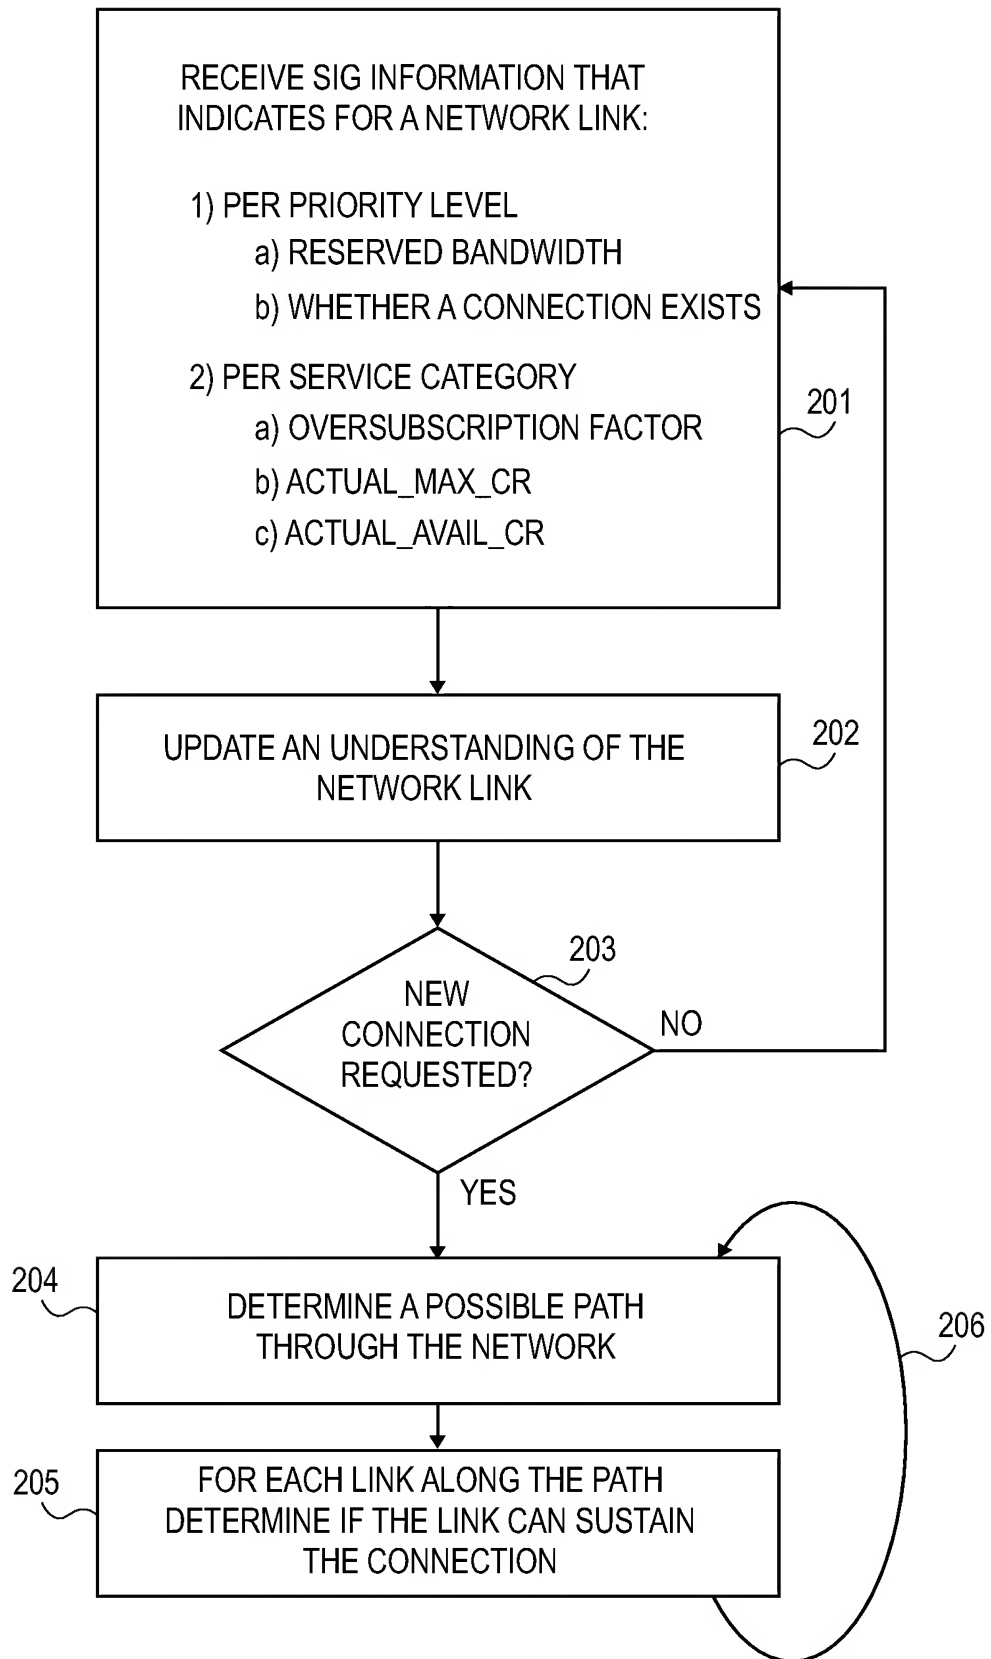 RECEIVE SIG INFORMATION THAT
INDICATES FOR A NETWORK LINK:
1) PER PRIORITY LEVEL
a) RESERVED BANDWIDTH
b) WHETHER A CONNECTION EXISTS
2) PER SERVICE CATEGORY
a) OVERSUBSCRIPTION FACTOR
b) ACTUAL_MAX_CR
c) ACTUAL_AVAIL_CR
201
UPDATE AN UNDERSTANDING OF THE
NETWORK LINK
202
203
NEW
CONNECTION
REQUESTED?
NO
YES
204
DETERMINE A POSSIBLE PATH
THROUGH THE NETWORK
206
205
FOR EACH LINK ALONG THE PATH
DETERMINE IF THE LINK CAN SUSTAIN
THE CONNECTION